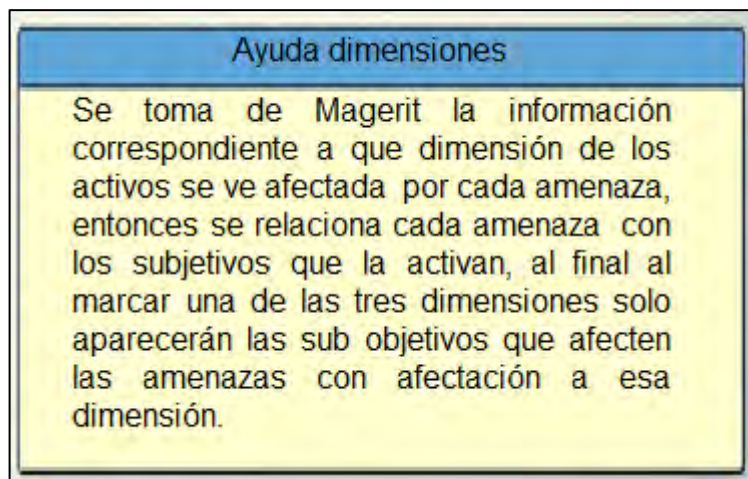 Ayuda dimensiones
Se toma de Magerit la información
correspondiente a que dimensión de los
activos se ve afectada por cada amenaza,
entonces se relaciona cada amenaza con
los subjetivos que la activan, al final al
marcar una de las tres dimensiones solo
aparecerán las sub objetivos que afecten
las amenazas con afectación a esa
dimensión.